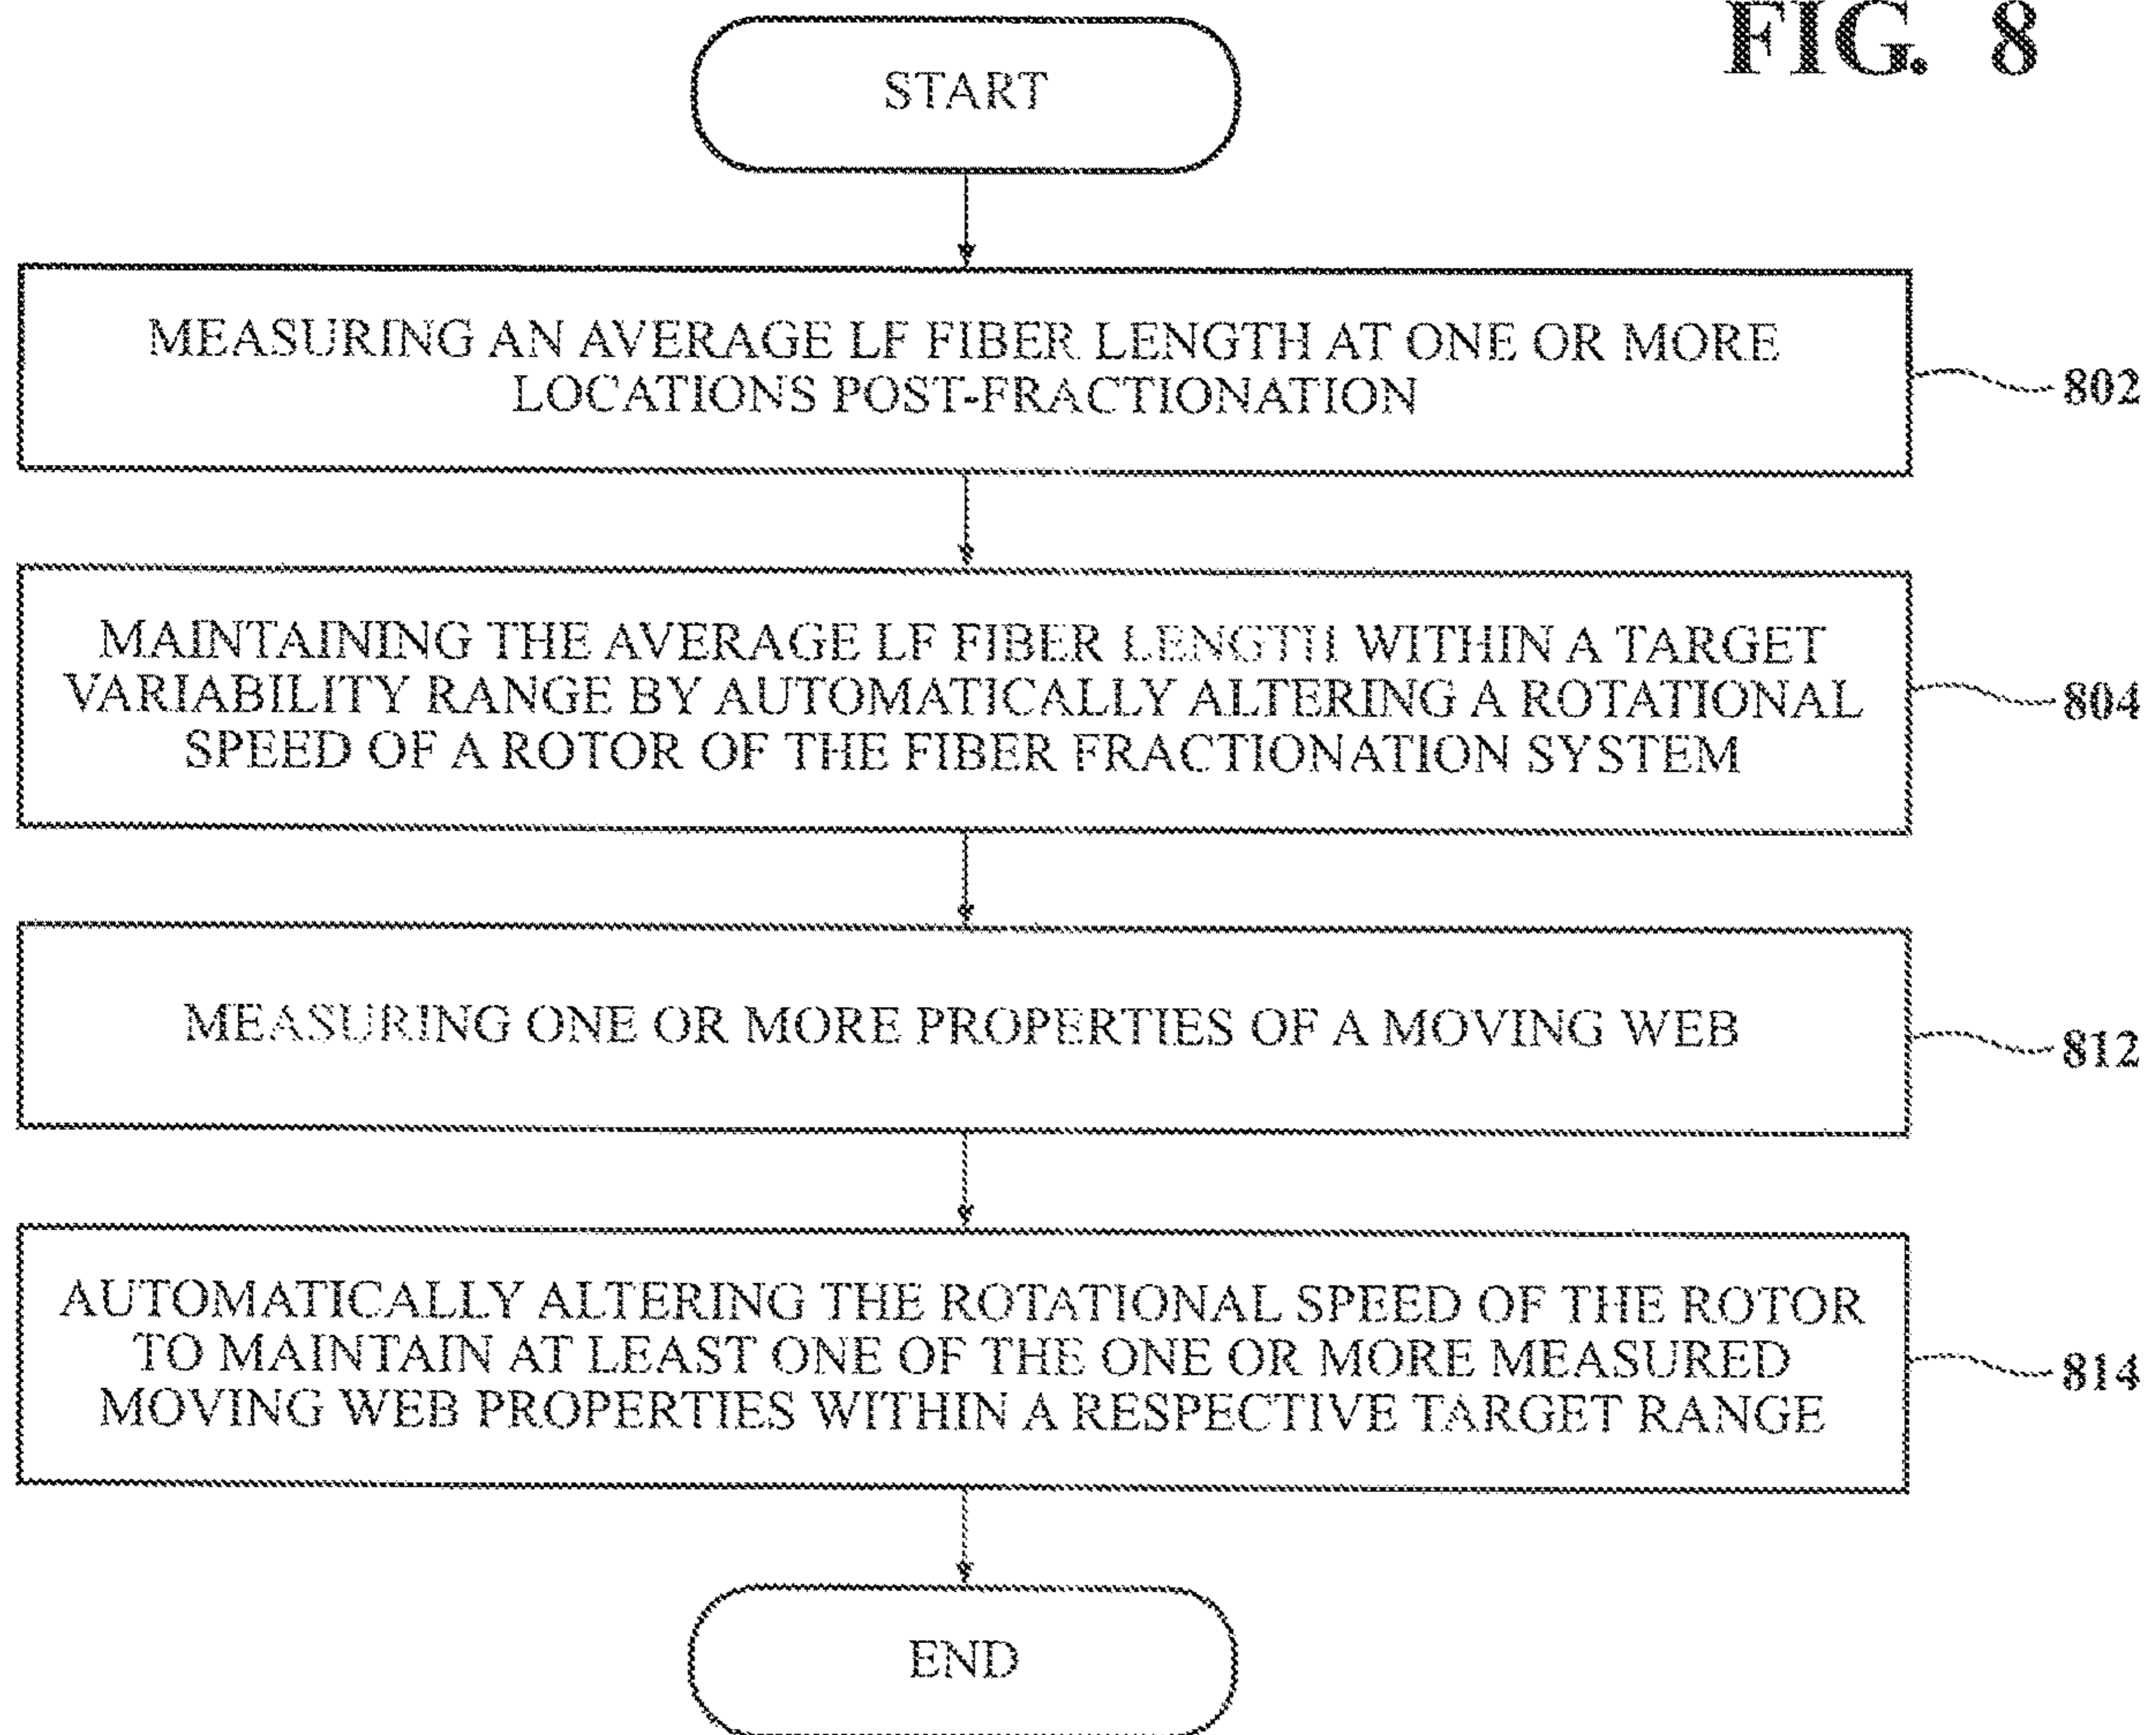 FIG. 8
START
MEASURING AN AVERAGE LF FIBER LENGTH AT ONE OR MORE
LOCATIONS POST-FRACTIONATION
802
MAINTAINING THE AVERAGE LF FIBER LENGTH WITHIN A TARGET
VARIABILITY RANGE BY AUTOMATICALLY ALTERING A ROTATIONAL
SPEED OF A ROTOR OF THE FIBER FRACTIONATION SYSTEM
804
MEASURING ONE OR MORE PROPERTIES OF A MOVING WEB
812
AUTOMATICALLY ALTERING THE ROTATIONAL SPEED OF THE ROTOR
TO MAINTAIN AT LEAST ONE OF THE ONE OR MORE MEASURED
MOVING WEB PROPERTIES WITHIN A RESPECTIVE TARGET RANGE
814
END